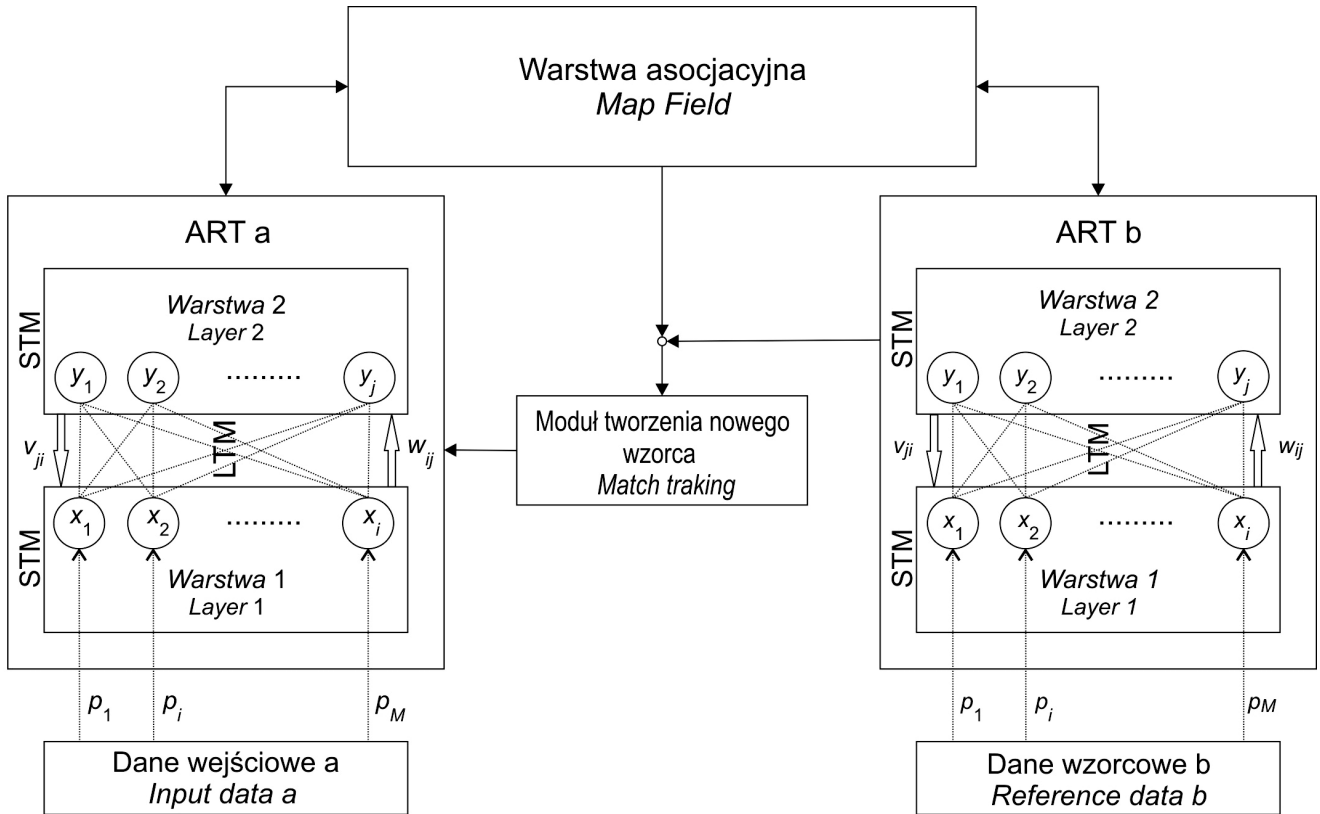 Warstwa asocjacyjna
Map Field
ART a
Warstwa 2
Layer 2
STM
y1 y2 ......... yj
vji
LTM
wij
x1 x2 ......... xi
STM
Warstwa 1
Layer 1
p1 pi pM
Dane wejściowe a
Input data a
Moduł tworzenia nowego
wzorca
Match traking
ART b
Warstwa 2
Layer 2
STM
y1 y2 ......... yj
vji
LTM
wij
x1 x2 ......... xi
STM
Warstwa 1
Layer 1
p1 pi pM
Dane wzorcowe b
Reference data b